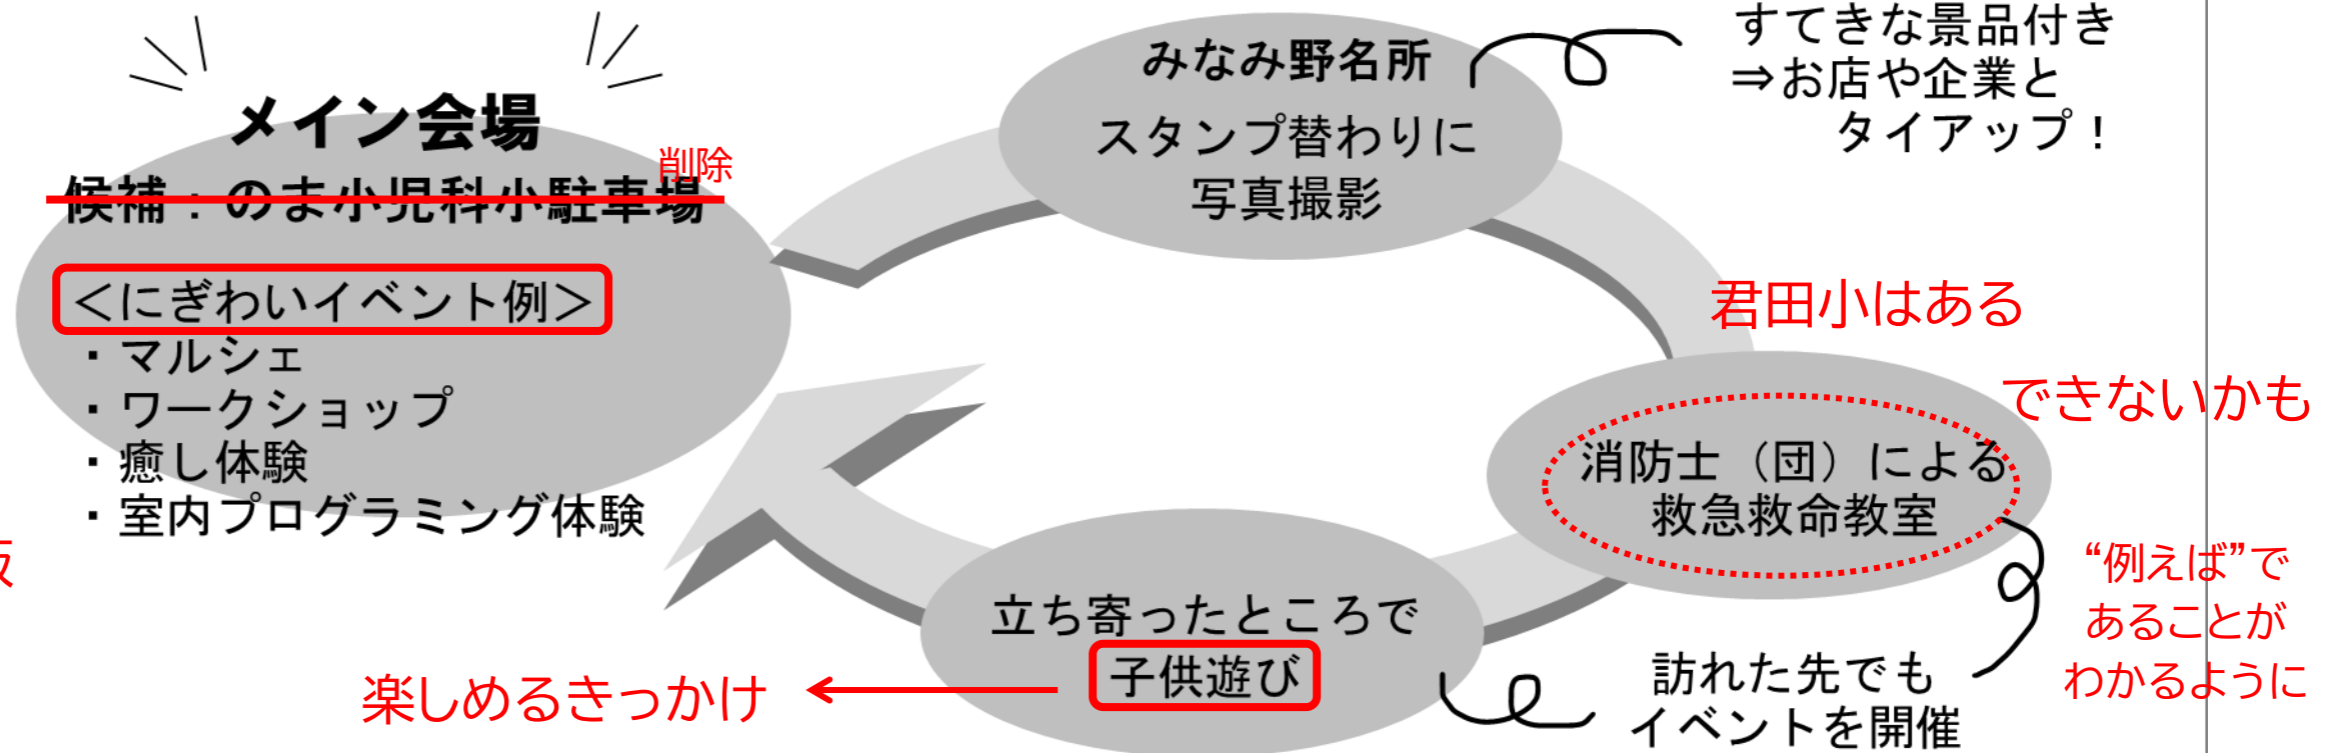 メイン会場
候補：のま小児科小駐車場
削除
＜にぎわいイベント例＞
・マルシェ
・ワークショップ
・癒し体験
・室内プログラミング体験
みなみ野名所
スタンプ替わりに
写真撮影
すてきな景品付き
⇒お店や企業と
タイアップ！
君田小はある
できないかも
消防士（団）による
救急救命教室
“例えば”で
あることが
わかるように
訪れた先でも
イベントを開催
立ち寄ったところで
子供遊び
楽しめるきっかけ